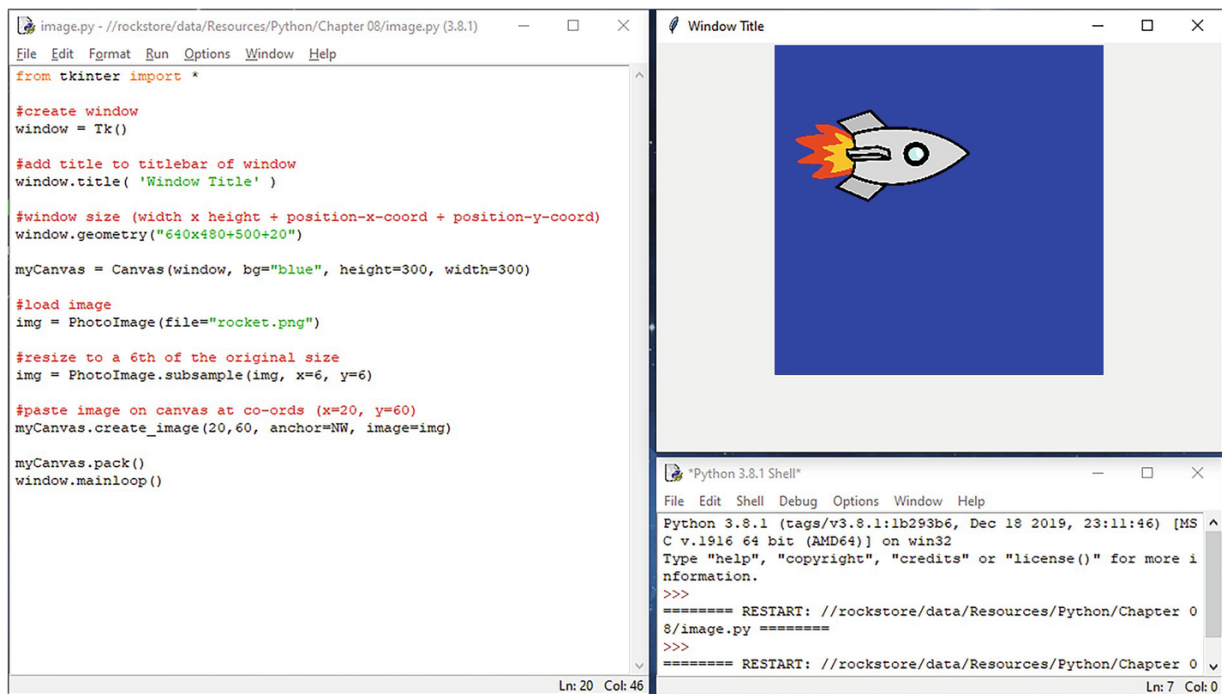 image.py - //rockstore/data/Resources/Python/Chapter 08/image.py (3.8.1)
File Edit Format Run Options Window Help
from tkinter import *
#create window
window = Tk()
#add title to titlebar of window
window.title( 'Window Title' )
#window size (width x height + position-x-coord + position-y-coord)
window.geometry("640x480+500+20")
myCanvas = Canvas(window, bg="blue", height=300, width=300)
#load image
img = PhotoImage(file="rocket.png")
#resize to a 6th of the original size
img = PhotoImage.subsample(img, x=6, y=6)
#paste image on canvas at co-ords (x=20, y=60)
myCanvas.create_image(20,60, anchor=NW, image=img)
myCanvas.pack()
window.mainloop()
Ln: 20 Col: 46
Window Title
*Python 3.8.1 Shell*
File Edit Shell Debug Options Window Help
Python 3.8.1 (tags/v3.8.1:1b293b6, Dec 18 2019, 23:11:46) [MS
C v.1916 64 bit (AMD64)] on win32
Type "help", "copyright", "credits" or "license()" for more i
nformation.
>>>
======== RESTART: //rockstore/data/Resources/Python/Chapter 0
8/image.py ========
>>>
======== RESTART: //rockstore/data/Resources/Python/Chapter 0
Ln: 7 Col: 0